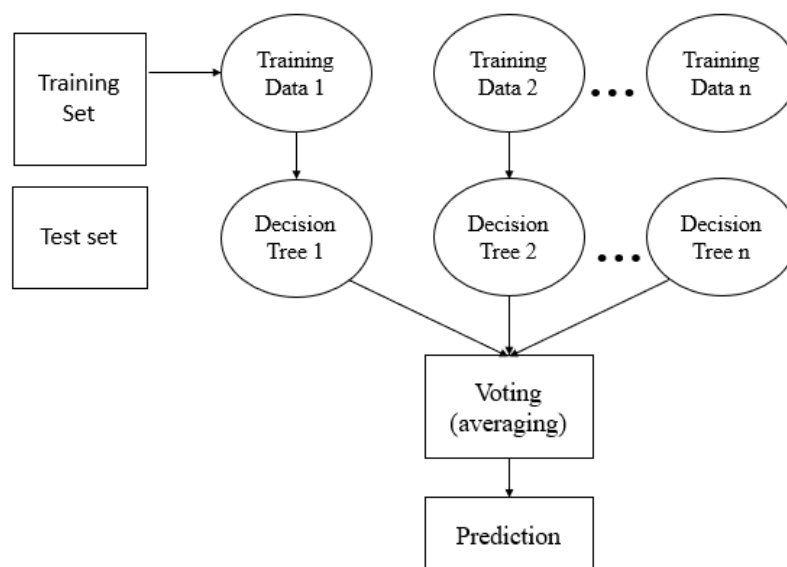 Training
Set
Training
Data 1
Training
Data 2
...
Training
Data n
Test set
Decision
Tree 1
Decision
Tree 2
...
Decision
Tree n
Voting
(averaging)
Prediction